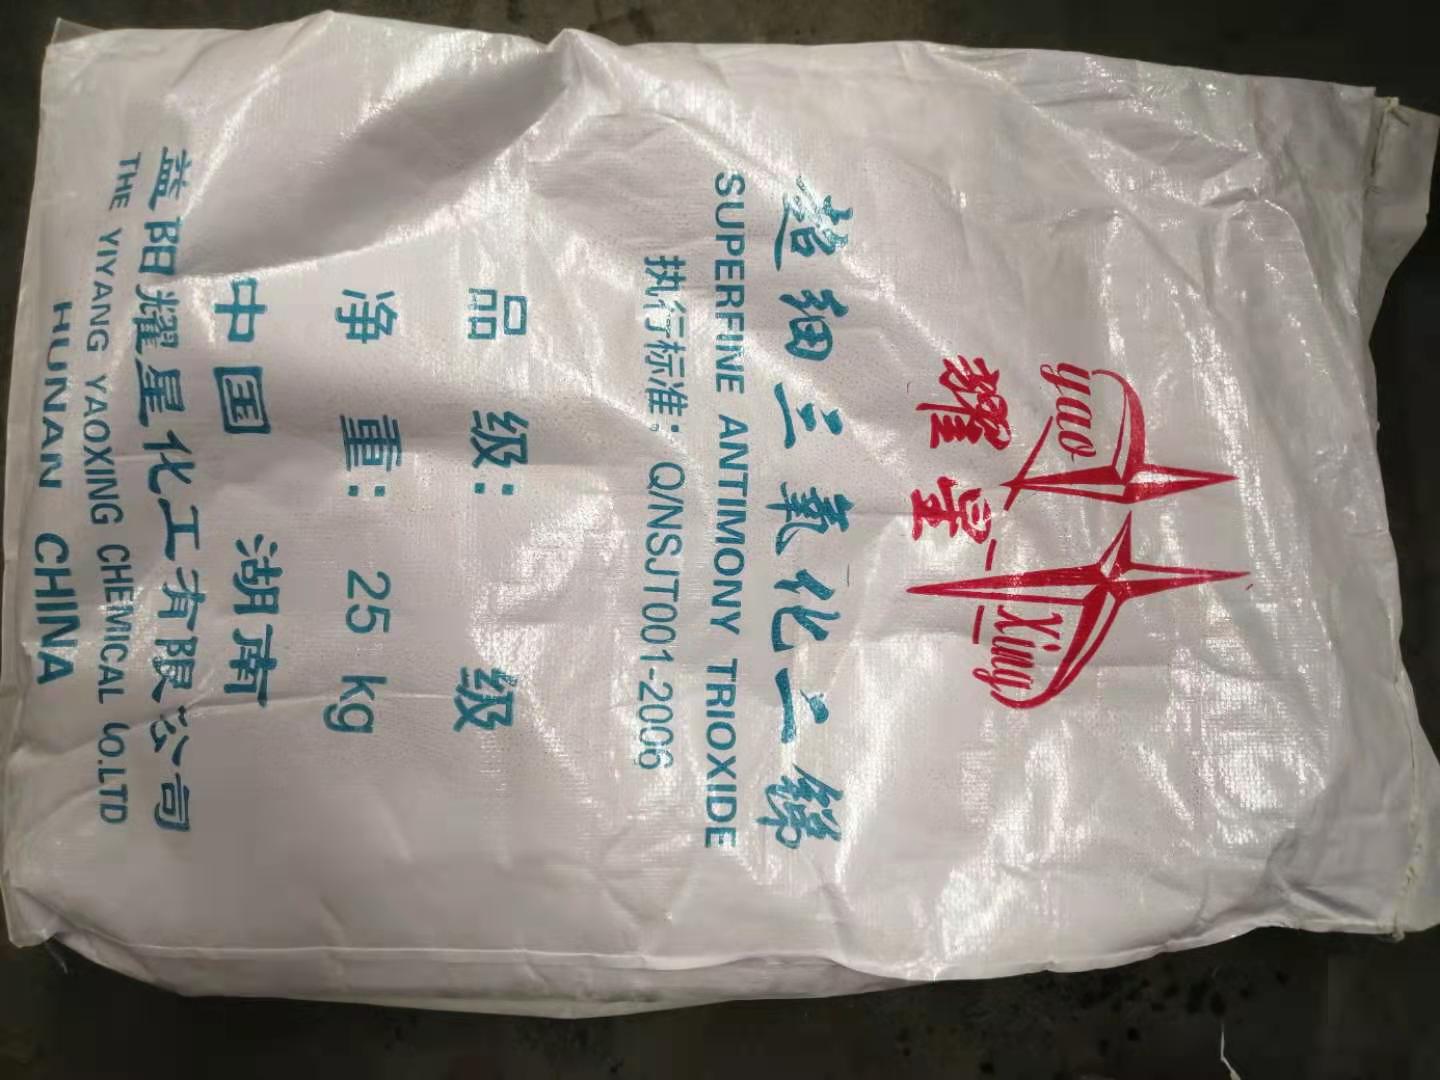 yao
Xing
耀星
超细三氧化二锑
SUPERFINE ANTIMONY TRIOXIDE
执行标准：Q/NSJT001-2006
品 级： 级
净 重： 25 kg
中国 湖南
益阳耀星化工有限公司
THE YIYANG YAOXING CHEMICAL CO.LTD
HUNAN CHINA